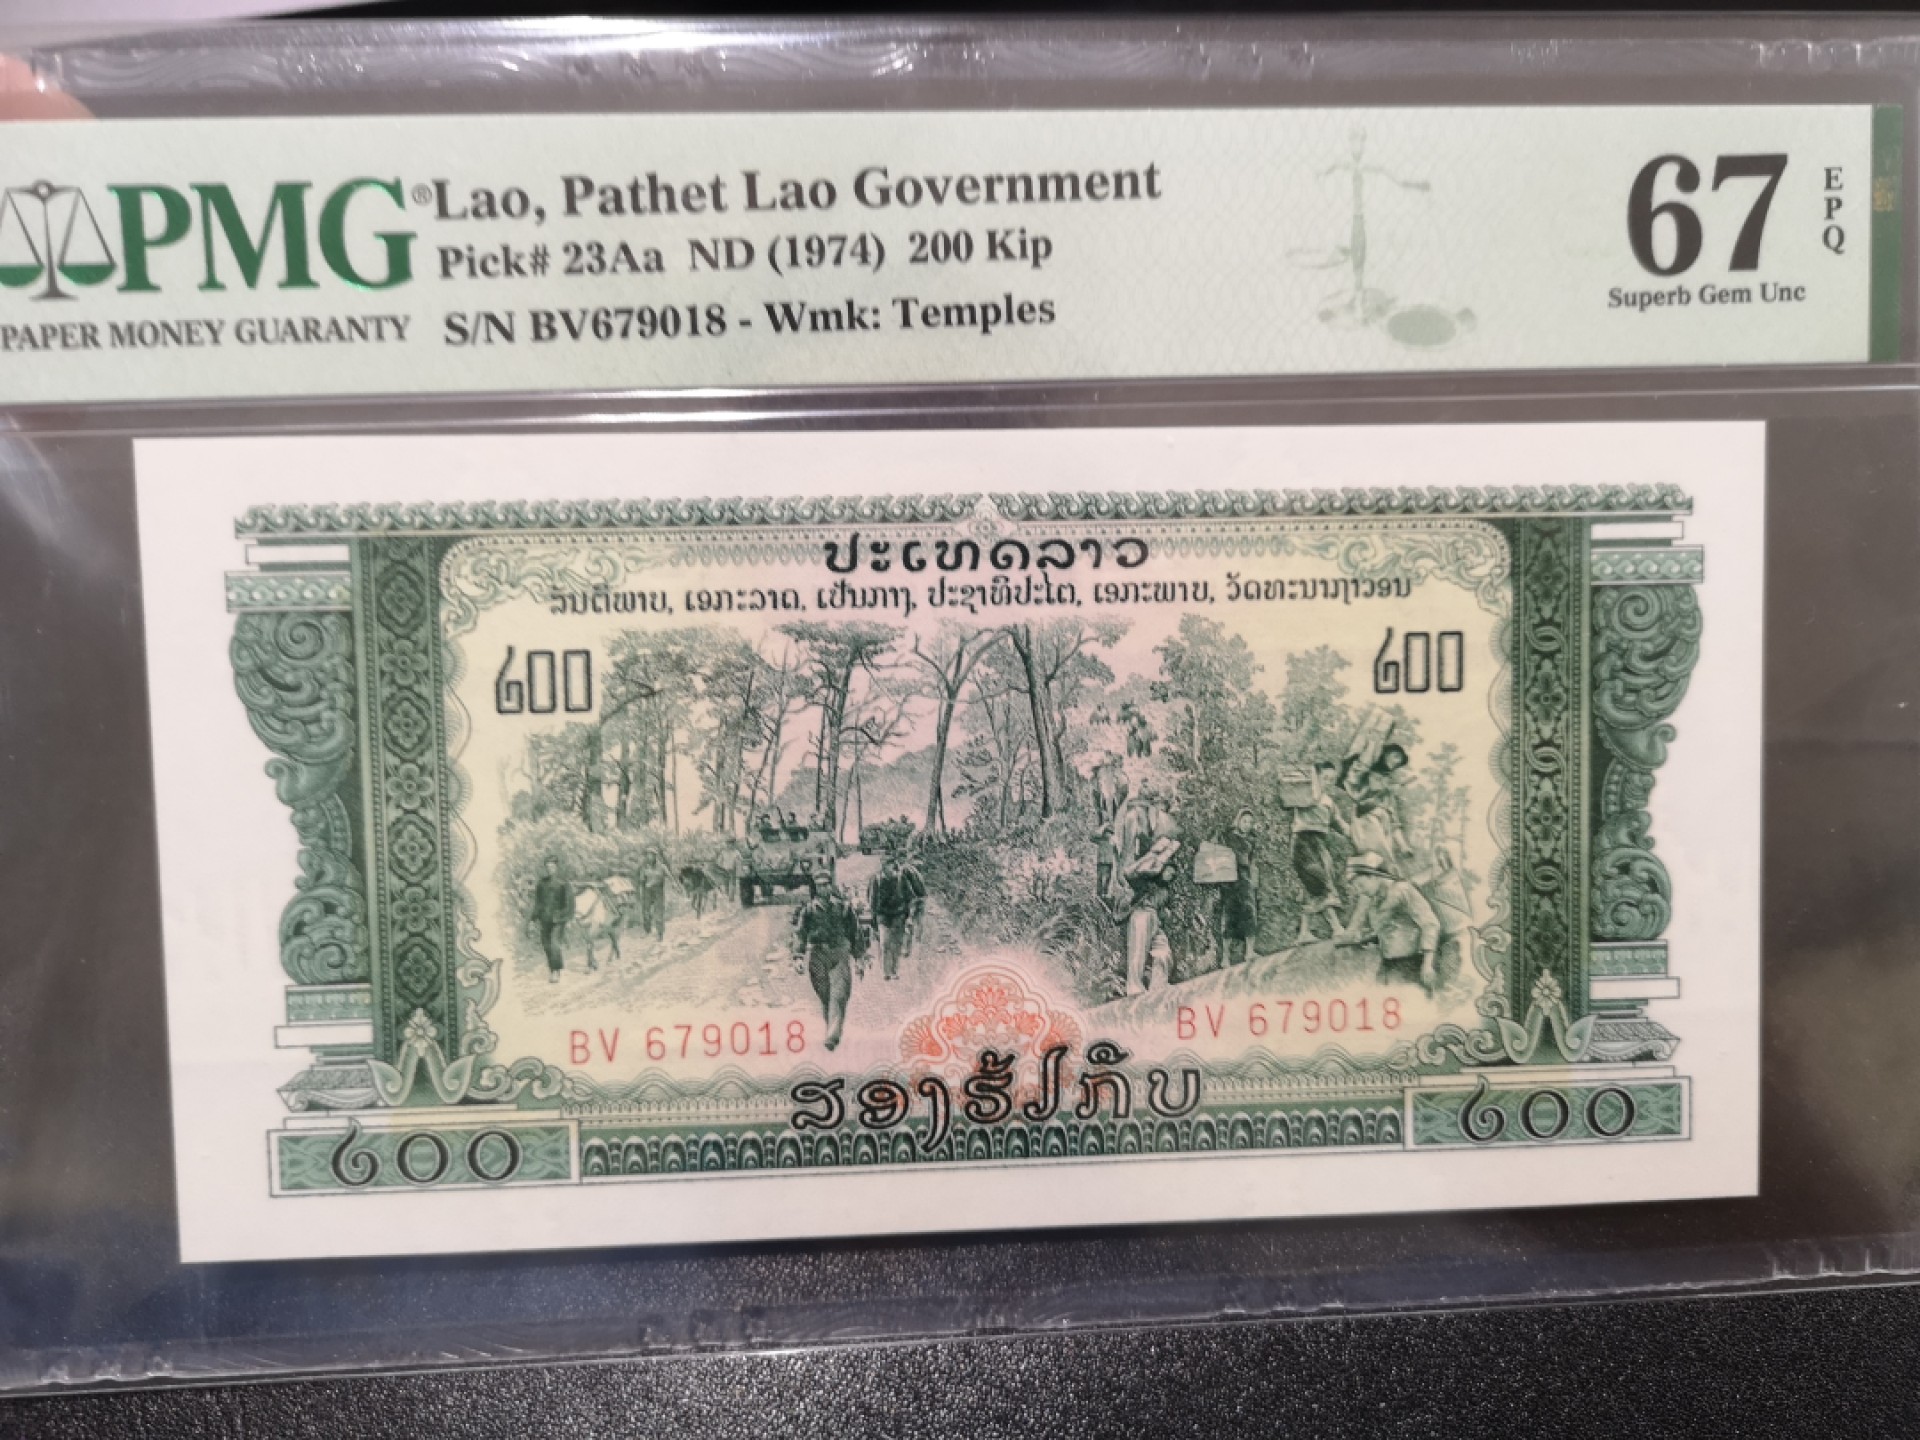 PMG® Lao, Pathet Lao Government
Pick# 23Aa ND (1974) 200 Kip
PAPER MONEY GUARANTY S/N BV679018 - Wmk: Temples
67 EPQ
Superb Gem Unc
ປະເທດລາວ
ສັນຕິພາບ, ເອກະລາດ, ເປັນກາງ, ປະຊາທິປະໄຕ, ເອກະພາບ, ວັດທະນາຖາວອນ
໒໐໐ ໒໐໐
BV 679018 BV 679018
ສອງຮ້ອຍກີບ
໒໐໐ ໒໐໐